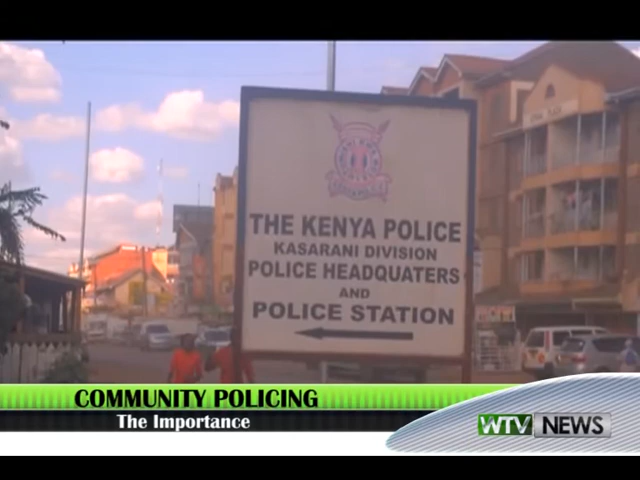 THE KENYA POLICE
KASARANI DIVISION
POLICE HEADQUATERS
AND
POLICE STATION
COMMUNITY POLICING
The Importance
WTV NEWS